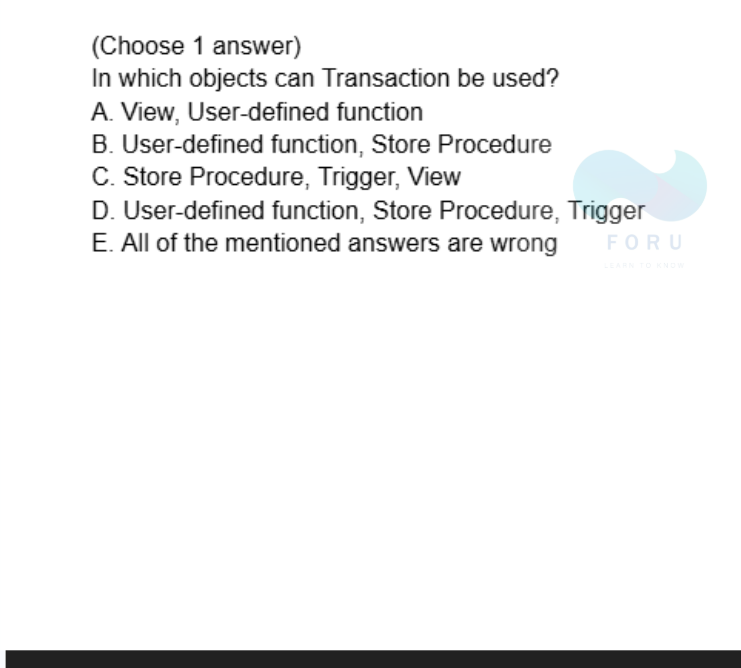 (Choose 1 answer)
In which objects can Transaction be used?
A. View, User-defined function
B. User-defined function, Store Procedure
C. Store Procedure, Trigger, View
D. User-defined function, Store Procedure, Trigger
E. All of the mentioned answers are wrong
FORU